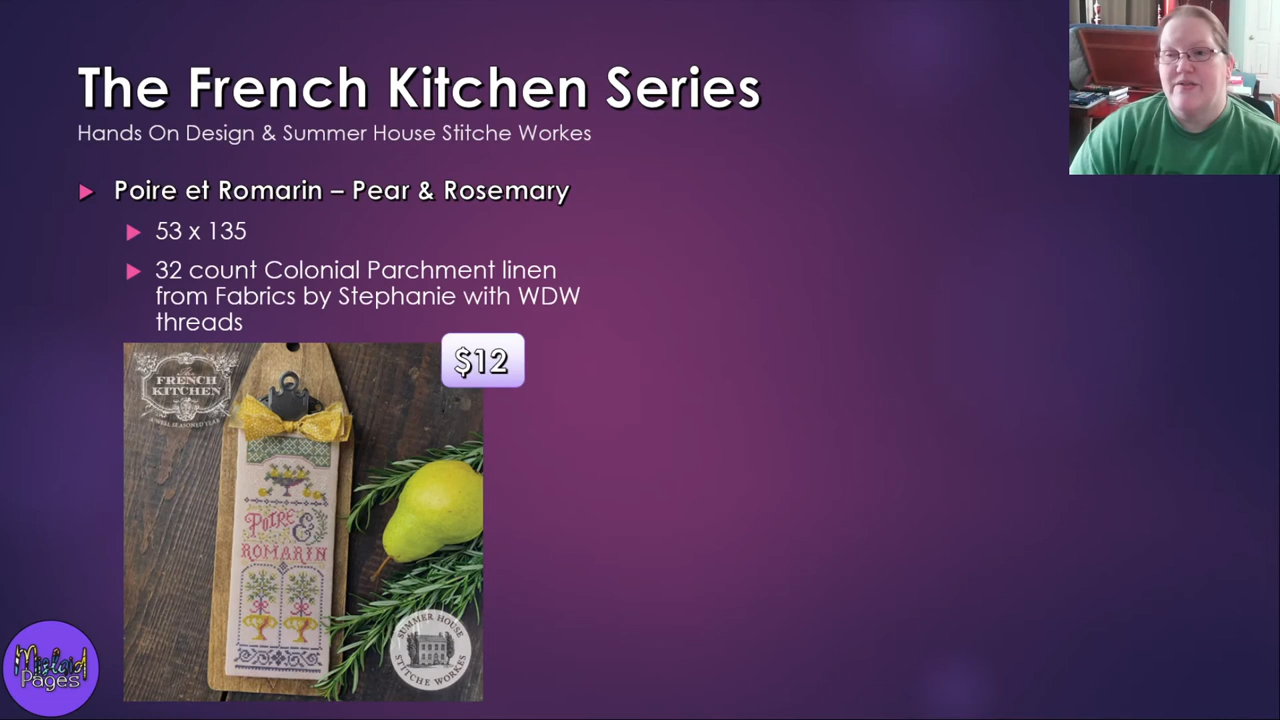 The French Kitchen Series
Hands On Design & Summer House Stitche Workes
Poire et Romarin – Pear & Rosemary
53 x 135
32 count Colonial Parchment linen
from Fabrics by Stephanie with WDW
threads
$12
The
FRENCH
KITCHEN
A WELL SEASONED YEAR
POIRE &
ROMARIN
SUMMER HOUSE
STITCHE WORKES
Pages